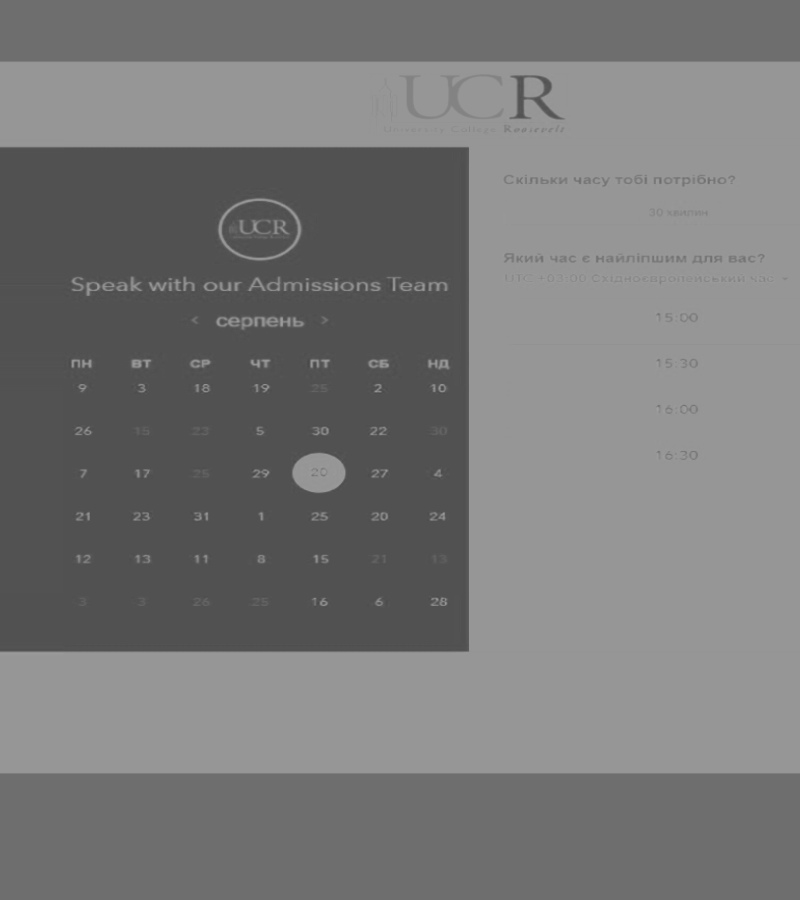 UCR
University College Roosevelt
UCR
Speak with our Admissions Team
< серпень >
ПН ВТ СР ЧТ ПТ СБ НД
9 3 18 19 25 2 10
26 15 23 5 30 22 30
7 17 25 29 20 27 4
21 23 31 1 25 20 24
12 13 11 8 15 21 13
3 3 26 25 16 6 28
Скільки часу тобі потрібно?
30 хвилин
Який час є найліпшим для вас?
UTC +03:00 Східноєвропейський час
15:00
15:30
16:00
16:30